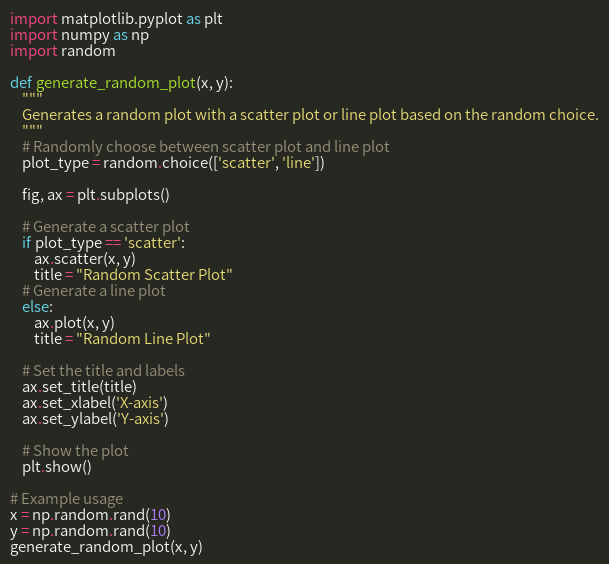 import matplotlib.pyplot as plt
import numpy as np
import random

def generate_random_plot(x, y):
    """
    Generates a random plot with a scatter plot or line plot based on the random choice.
    """
    # Randomly choose between scatter plot and line plot
    plot_type = random.choice(['scatter', 'line'])

    fig, ax = plt.subplots()

    # Generate a scatter plot
    if plot_type == 'scatter':
        ax.scatter(x, y)
        title = "Random Scatter Plot"
    # Generate a line plot
    else:
        ax.plot(x, y)
        title = "Random Line Plot"

    # Set the title and labels
    ax.set_title(title)
    ax.set_xlabel('X-axis')
    ax.set_ylabel('Y-axis')

    # Show the plot
    plt.show()

# Example usage
x = np.random.rand(10)
y = np.random.rand(10)
generate_random_plot(x, y)